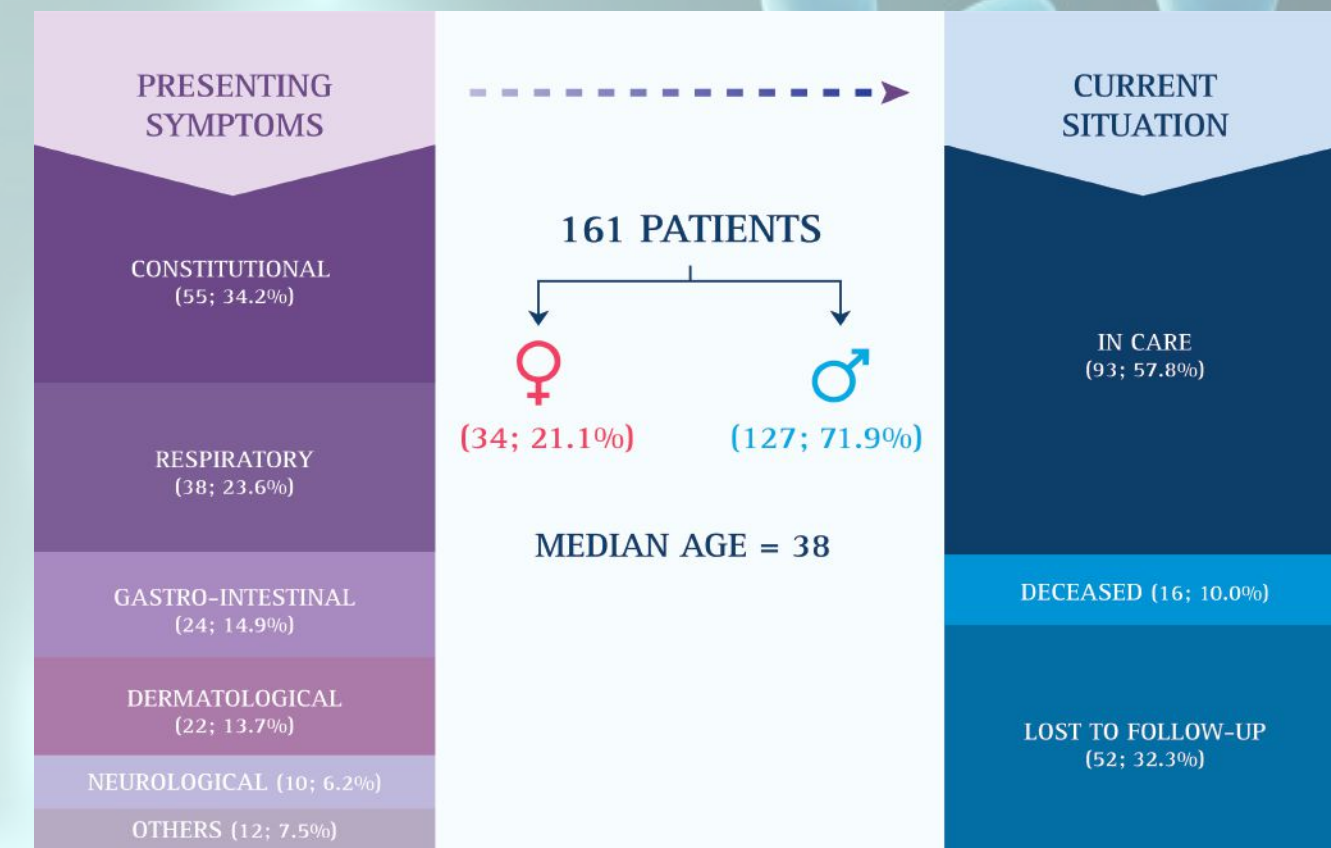 PRESENTING
SYMPTOMS
CONSTITUTIONAL
(55; 34.2%)
RESPIRATORY
(38; 23.6%)
GASTRO-INTESTINAL
(24; 14.9%)
DERMATOLOGICAL
(22; 13.7%)
NEUROLOGICAL (10; 6.2%)
OTHERS (12; 7.5%)
161 PATIENTS
(34; 21.1%)
(127; 71.9%)
MEDIAN AGE = 38
CURRENT
SITUATION
IN CARE
(93; 57.8%)
DECEASED (16; 10.0%)
LOST TO FOLLOW-UP
(52; 32.3%)